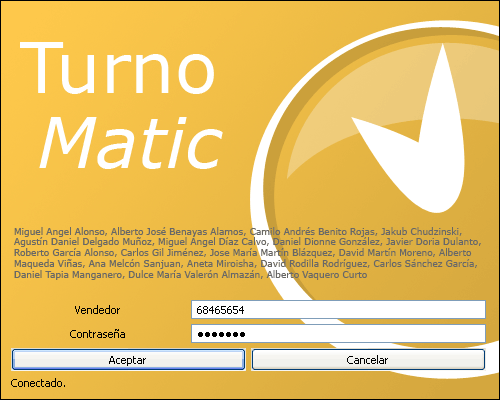 Turno
Matic
Miguel Angel Alonso, Alberto José Benayas Alamos, Camilo Andrés Benito Rojas, Jakub Chudzinski,
Agustín Daniel Delgado Muñoz, Miguel Angel Díaz Calvo, Daniel Dionne González, Javier Doria Dulanto,
Roberto García Alonso, Carlos Gil Jiménez, Jose María Martín Blázquez, David Martín Moreno, Alberto
Maqueda Viñas, Ana Melcón Sanjuan, Aneta Miroisha, David Rodilla Rodríguez, Carlos Sánchez García,
Daniel Tapia Manganero, Dulce María Valerón Almazán, Alberto Vaquero Curto
Vendedor 68465654
Contraseña ●●●●●●●
Aceptar Cancelar
Conectado.